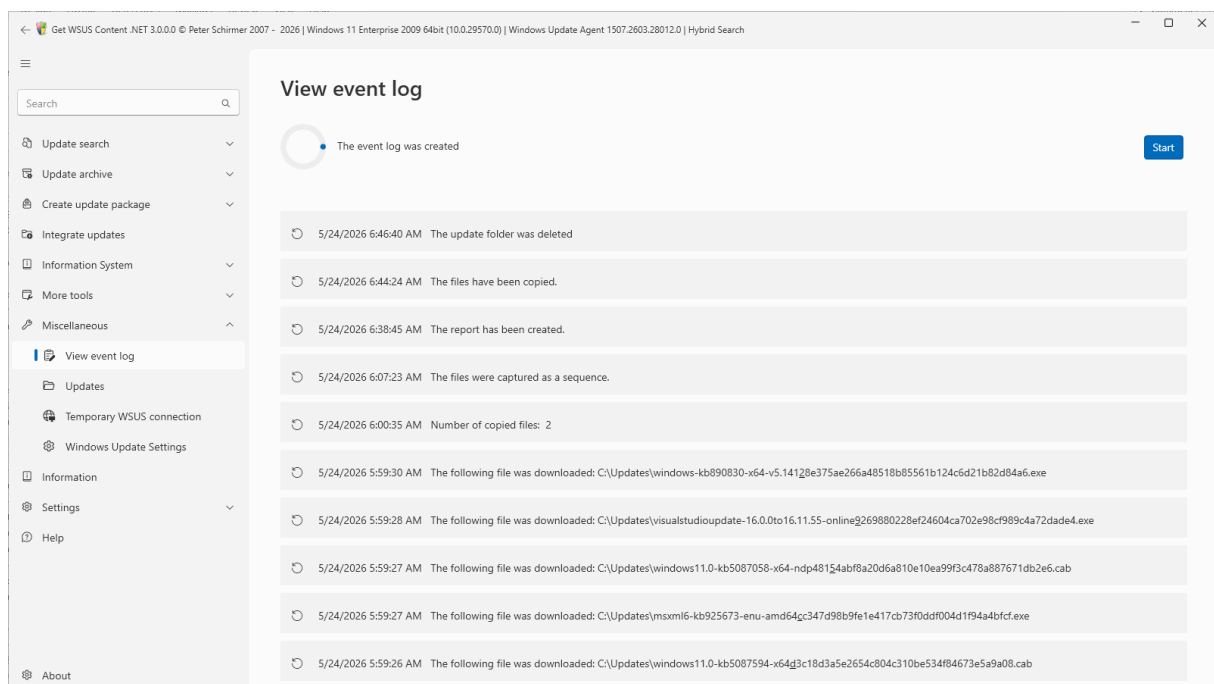 Get WSUS Content .NET 3.0.0.0 © Peter Schirmer 2007 - 2026 | Windows 11 Enterprise 2009 64bit (10.0.29570.0) | Windows Update Agent 1507.2603.28012.0 | Hybrid Search
Search
Update search
Update archive
Create update package
Integrate updates
Information System
More tools
Miscellaneous
View event log
Updates
Temporary WSUS connection
Windows Update Settings
Information
Settings
Help
About
View event log
The event log was created
Start
5/24/2026 6:46:40 AM The update folder was deleted
5/24/2026 6:44:24 AM The files have been copied.
5/24/2026 6:38:45 AM The report has been created.
5/24/2026 6:07:23 AM The files were captured as a sequence.
5/24/2026 6:00:35 AM Number of copied files: 2
5/24/2026 5:59:30 AM The following file was downloaded: C:\Updates\windows-kb890830-x64-v5.14128e375ae266a48518b85561b124c6d21b82d84a6.exe
5/24/2026 5:59:28 AM The following file was downloaded: C:\Updates\visualstudioupdate-16.0.0to16.11.55-online9269880228ef24604ca702e98cf989c4a72dade4.exe
5/24/2026 5:59:27 AM The following file was downloaded: C:\Updates\windows11.0-kb5087058-x64-ndp48154abf8a20d6a810e10ea99f3c478a887671db2e6.cab
5/24/2026 5:59:27 AM The following file was downloaded: C:\Updates\msxml6-kb925673-enu-amd64cc347d98b9fe1e417cb73f0ddf004d1f94a4bfcf.exe
5/24/2026 5:59:26 AM The following file was downloaded: C:\Updates\windows11.0-kb5087594-x64d3c18d3a5e2654c804c310be534f84673e5a9a08.cab